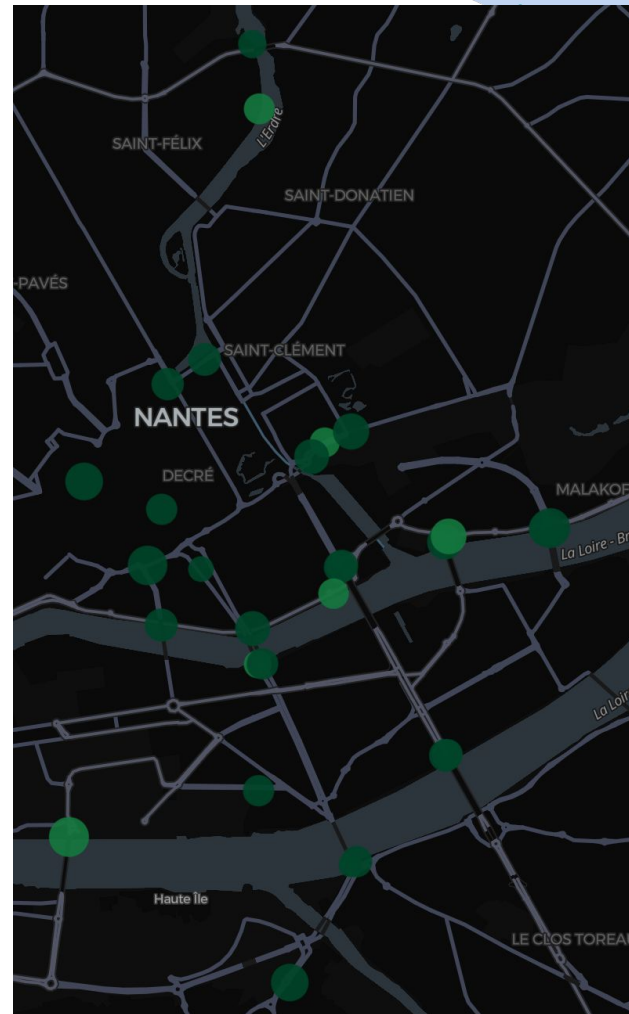 L'Erdre
SAINT-FÉLIX
SAINT-DONATIEN
-PAVÉS
SAINT-CLÉMENT
NANTES
DECRÉ
MALAKOF
La Loire - Br
La Loir
Haute Île
LE CLOS TOREAU